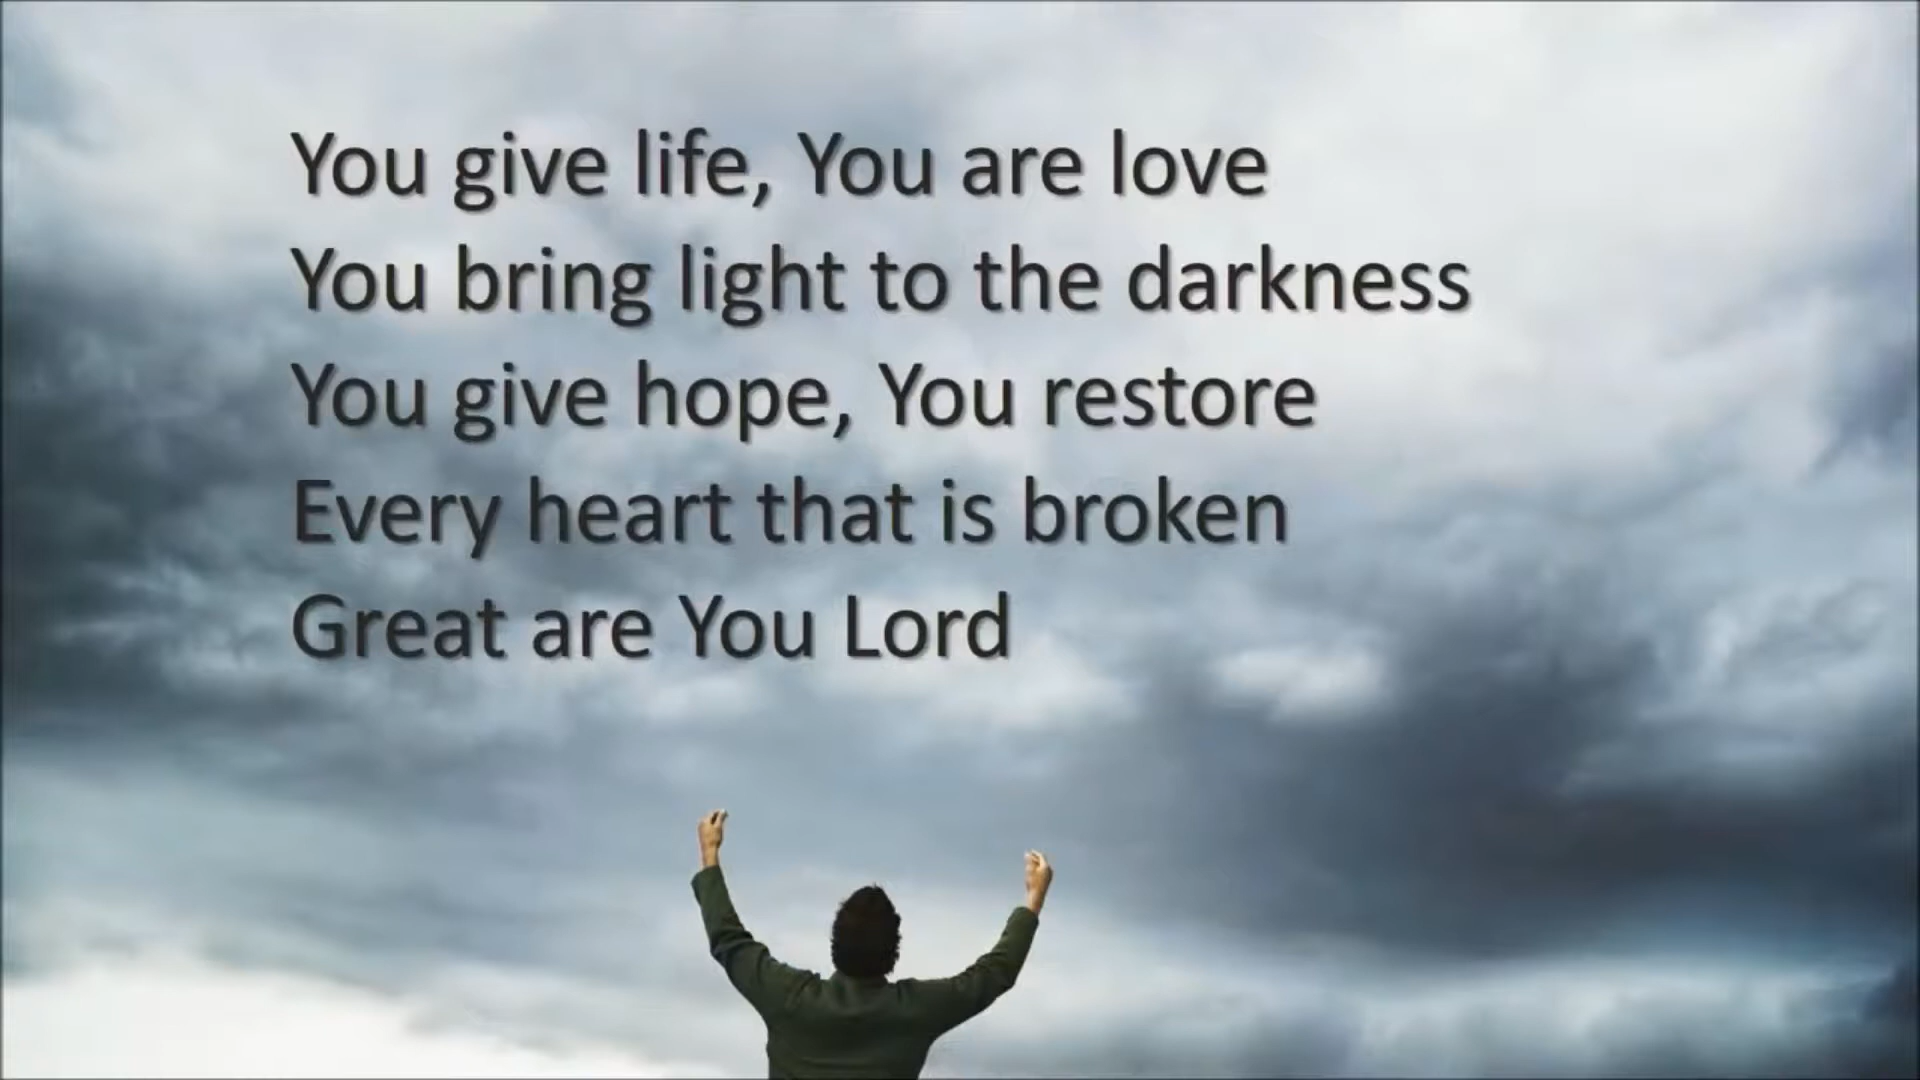 You give life, You are love
You bring light to the darkness
You give hope, You restore
Every heart that is broken
Great are You Lord